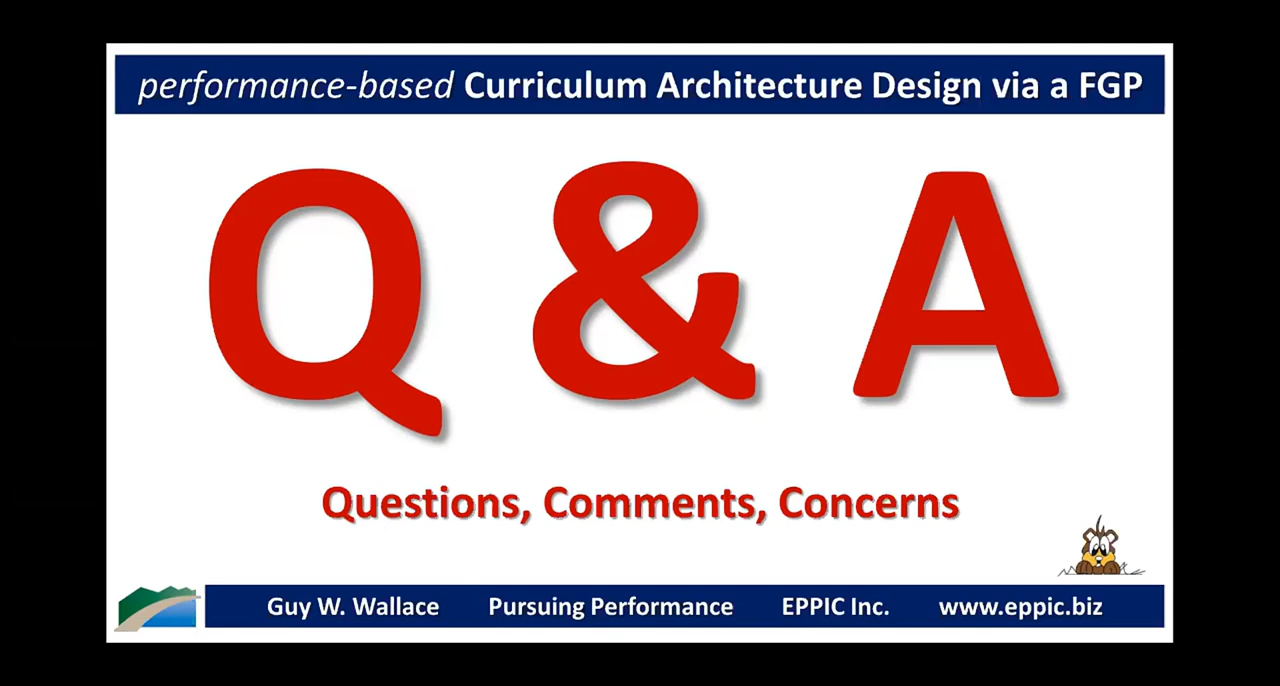 performance-based Curriculum Architecture Design via a FGP
Q & A
Questions, Comments, Concerns
Guy W. Wallace Pursuing Performance EPPIC Inc. www.eppic.biz